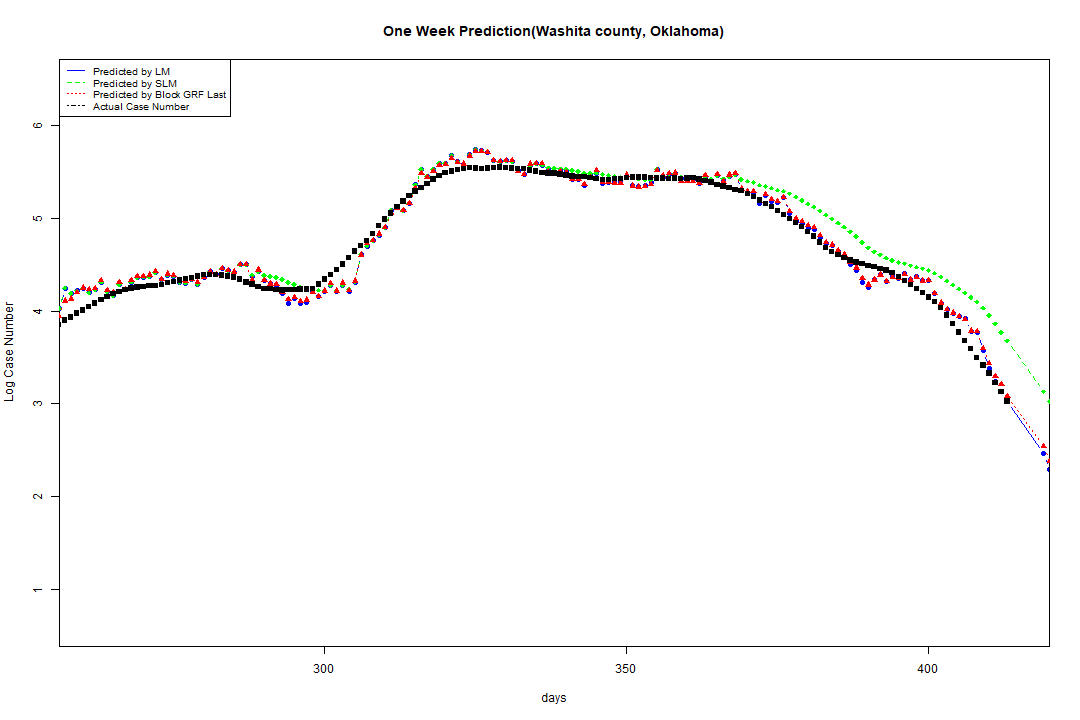 One Week Prediction(Washita county, Oklahoma)
Predicted by LM
Predicted by SLM
Predicted by Block GRF Last
Actual Case Number
Log Case Number
6
5
4
3
2
1
300
350
400
days